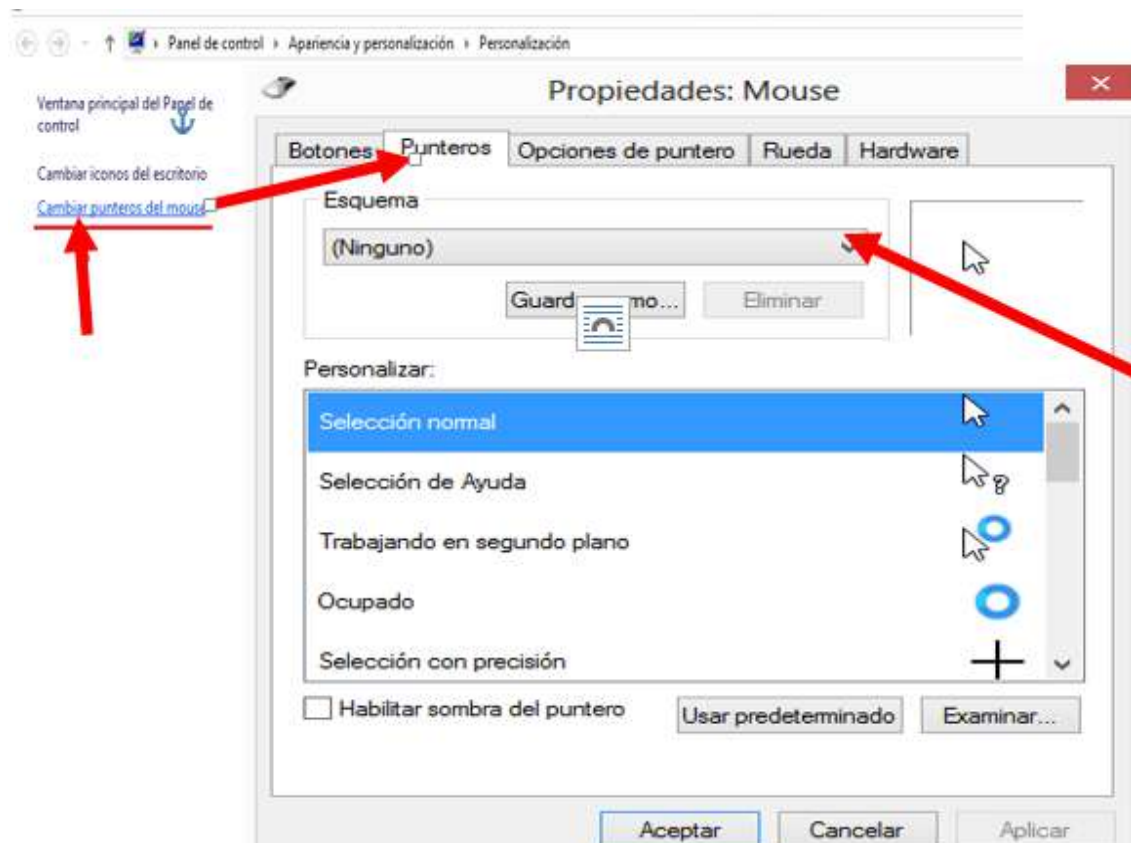 Panel de control › Apariencia y personalización › Personalización
Ventana principal del Panel de
control
Cambiar iconos del escritorio
Cambiar punteros del mouse
Propiedades: Mouse
Botones Punteros Opciones de puntero Rueda Hardware
Esquema
(Ninguno)
Eliminar
Personalizar:
Selección normal
Selección de Ayuda
Trabajando en segundo plano
Ocupado
Selección con precisión
Habilitar sombra del puntero Usar predeterminado Examinar...
Aceptar Cancelar Aplicar